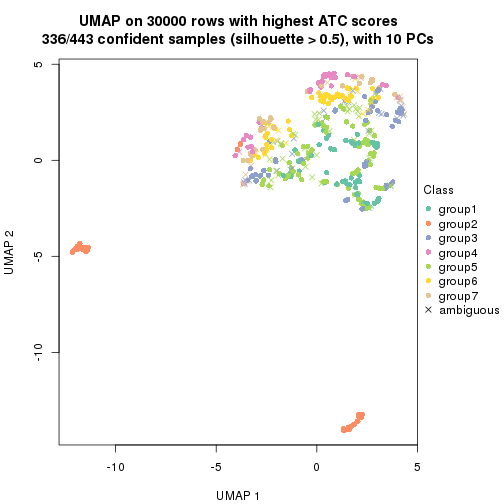 UMAP on 30000 rows with highest ATC scores
336/443 confident samples (silhouette > 0.5), with 10 PCs
5
0
-5
-10
UMAP 2
-10
-5
0
5
UMAP 1
Class
group1
group2
group3
group4
group5
group6
group7
ambiguous